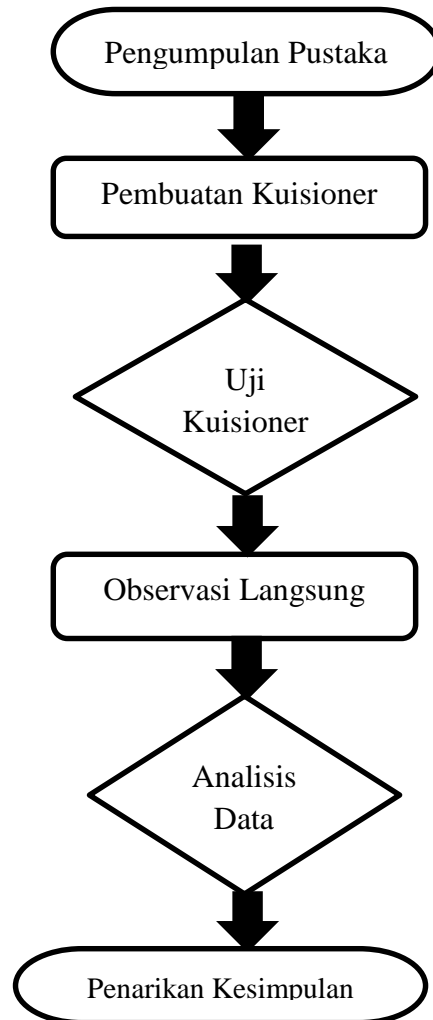 Pengumpulan Pustaka
Pembuatan Kuisioner
Uji
Kuisioner
Observasi Langsung
Analisis
Data
Penarikan Kesimpulan